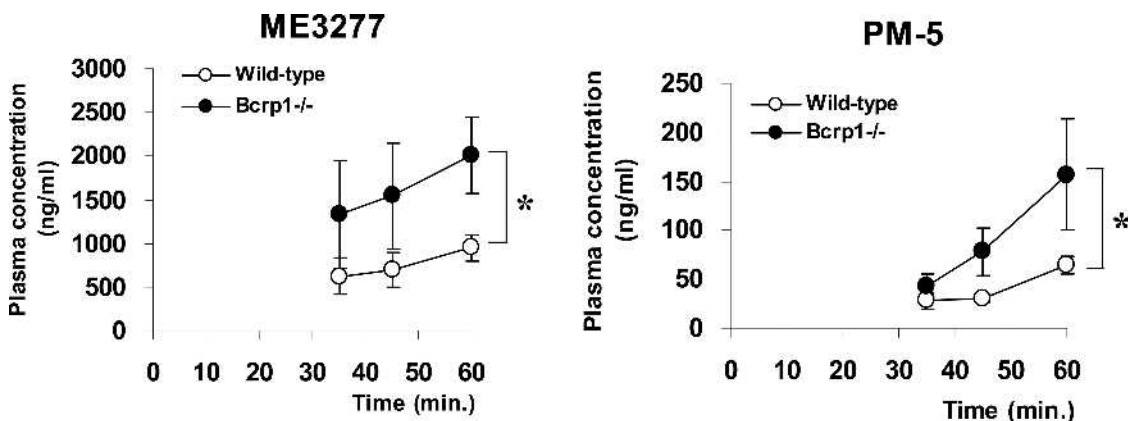 ME3277
Plasma concentration
(ng/ml)
3000
2500
2000
1500
1000
500
0
Wild-type
Bcrp1-/-
*
0 10 20 30 40 50 60
Time (min.)
PM-5
Plasma concentration
(ng/ml)
250
200
150
100
50
0
Wild-type
Bcrp1-/-
*
0 10 20 30 40 50 60
Time (min.)